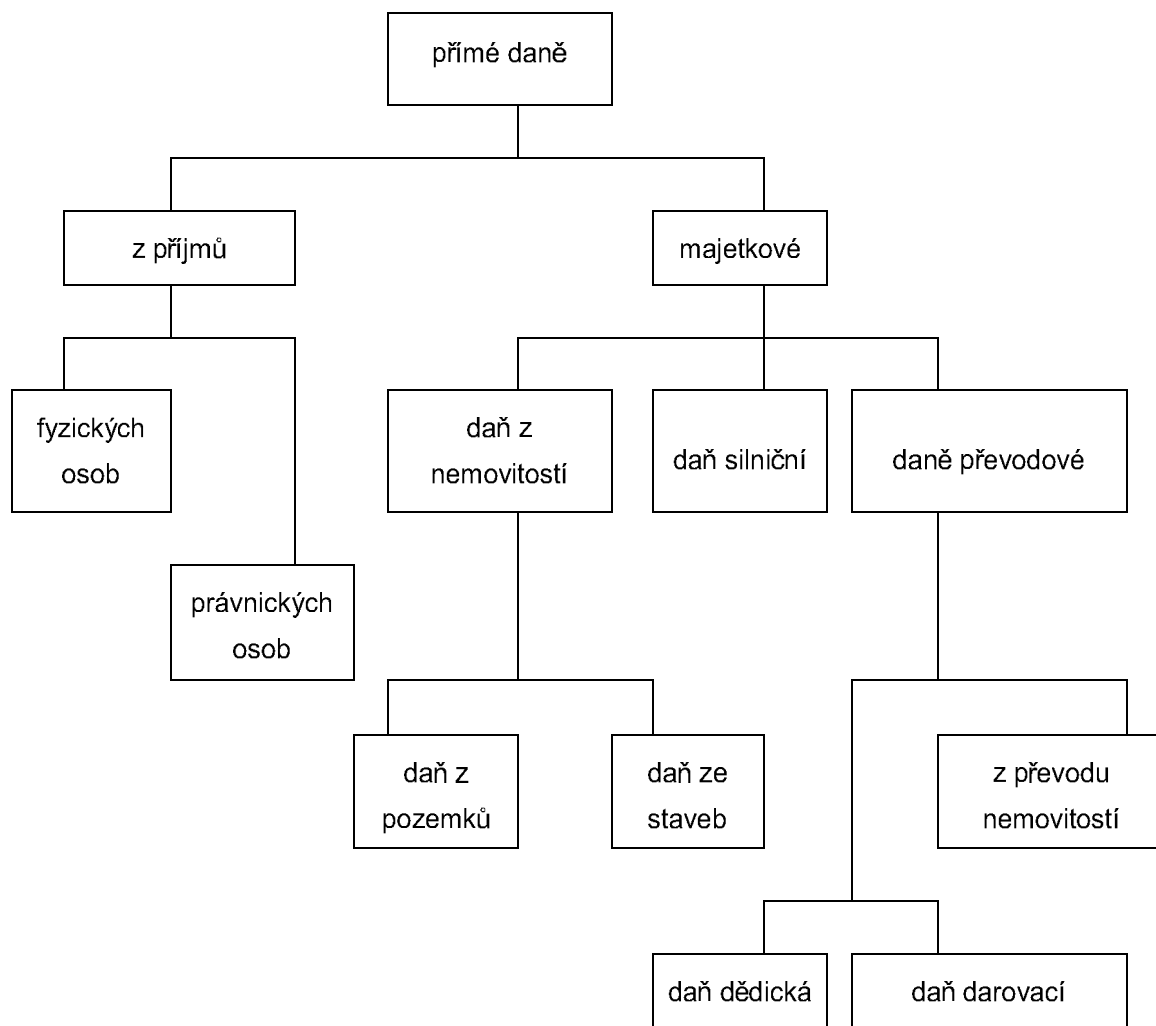 přímé daně
z příjmů
majetkové
fyzických
osob
daň z
nemovitostí
daň silniční
daně převodové
právnických
osob
daň z
pozemků
daň ze
staveb
z převodu
nemovitostí
daň dědická
daň darovací